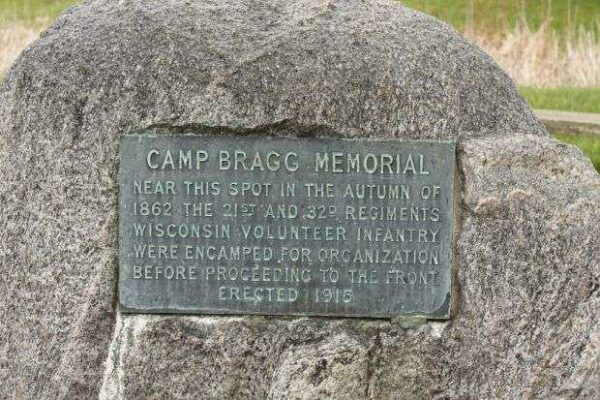 CAMP BRAGG MEMORIAL
NEAR THIS SPOT IN THE AUTUMN OF
1862 THE 21ST AND 32D REGIMENTS
WISCONSIN VOLUNTEER INFANTRY
WERE ENCAMPED FOR ORGANIZATION
BEFORE PROCEEDING TO THE FRONT
ERECTED 1915